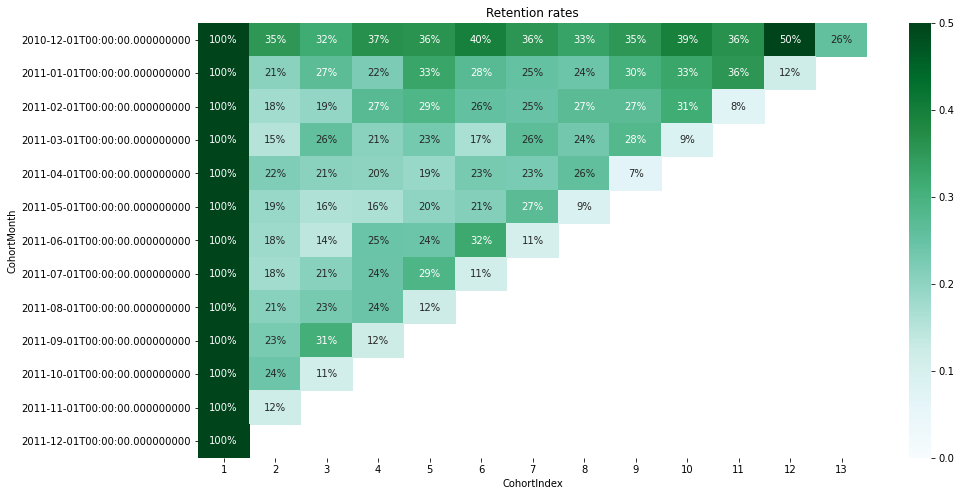 Retention rates
CohortMonth
2010-12-01T00:00:00.000000000 100% 35% 32% 37% 36% 40% 36% 33% 35% 39% 36% 50% 26%
2011-01-01T00:00:00.000000000 100% 21% 27% 22% 33% 28% 25% 24% 30% 33% 36% 12%
2011-02-01T00:00:00.000000000 100% 18% 19% 27% 29% 26% 25% 27% 27% 31% 8%
2011-03-01T00:00:00.000000000 100% 15% 26% 21% 23% 17% 26% 24% 28% 9%
2011-04-01T00:00:00.000000000 100% 22% 21% 20% 19% 23% 23% 26% 7%
2011-05-01T00:00:00.000000000 100% 19% 16% 16% 20% 21% 27% 9%
2011-06-01T00:00:00.000000000 100% 18% 14% 25% 24% 32% 11%
2011-07-01T00:00:00.000000000 100% 18% 21% 24% 29% 11%
2011-08-01T00:00:00.000000000 100% 21% 23% 24% 12%
2011-09-01T00:00:00.000000000 100% 23% 31% 12%
2011-10-01T00:00:00.000000000 100% 24% 11%
2011-11-01T00:00:00.000000000 100% 12%
2011-12-01T00:00:00.000000000 100%
1 2 3 4 5 6 7 8 9 10 11 12 13
CohortIndex
0.5
0.4
0.3
0.2
0.1
0.0